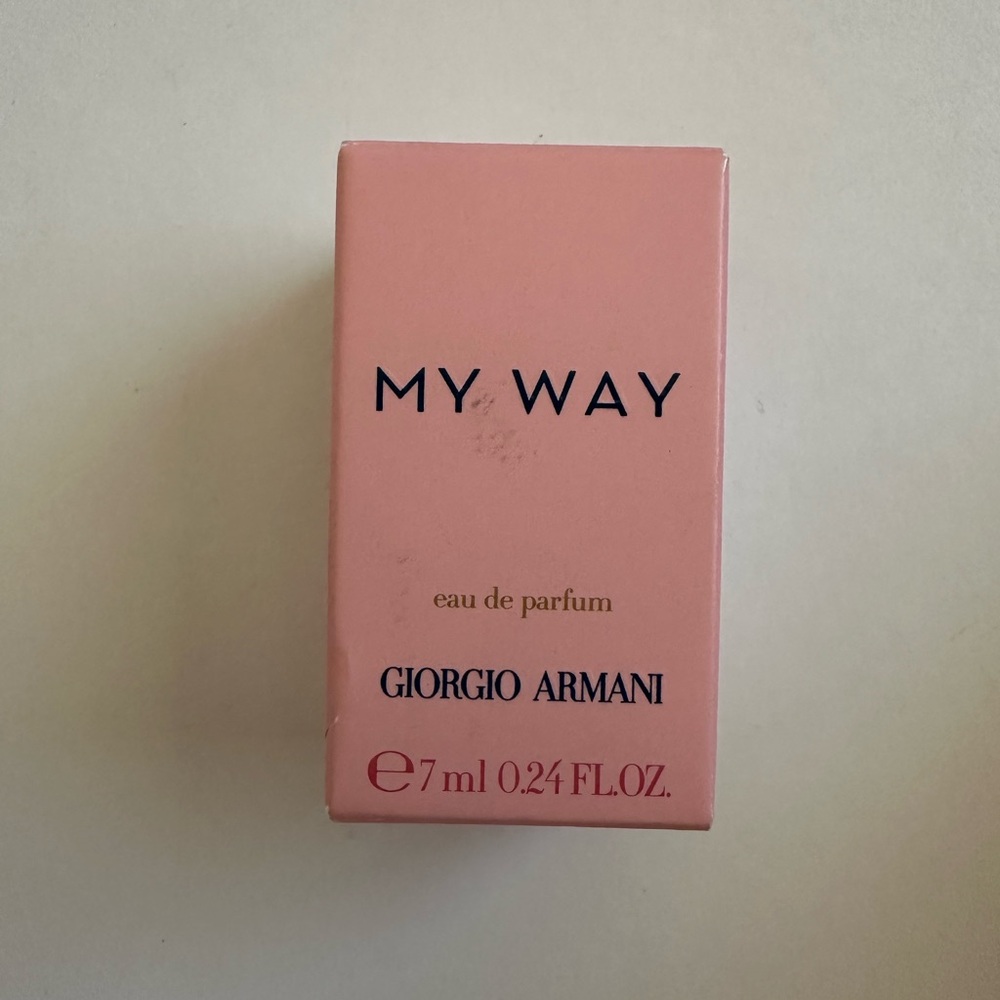 MY WAY
eau de parfum
GIORGIO ARMANI
℮7 ml 0.24 FL.OZ.